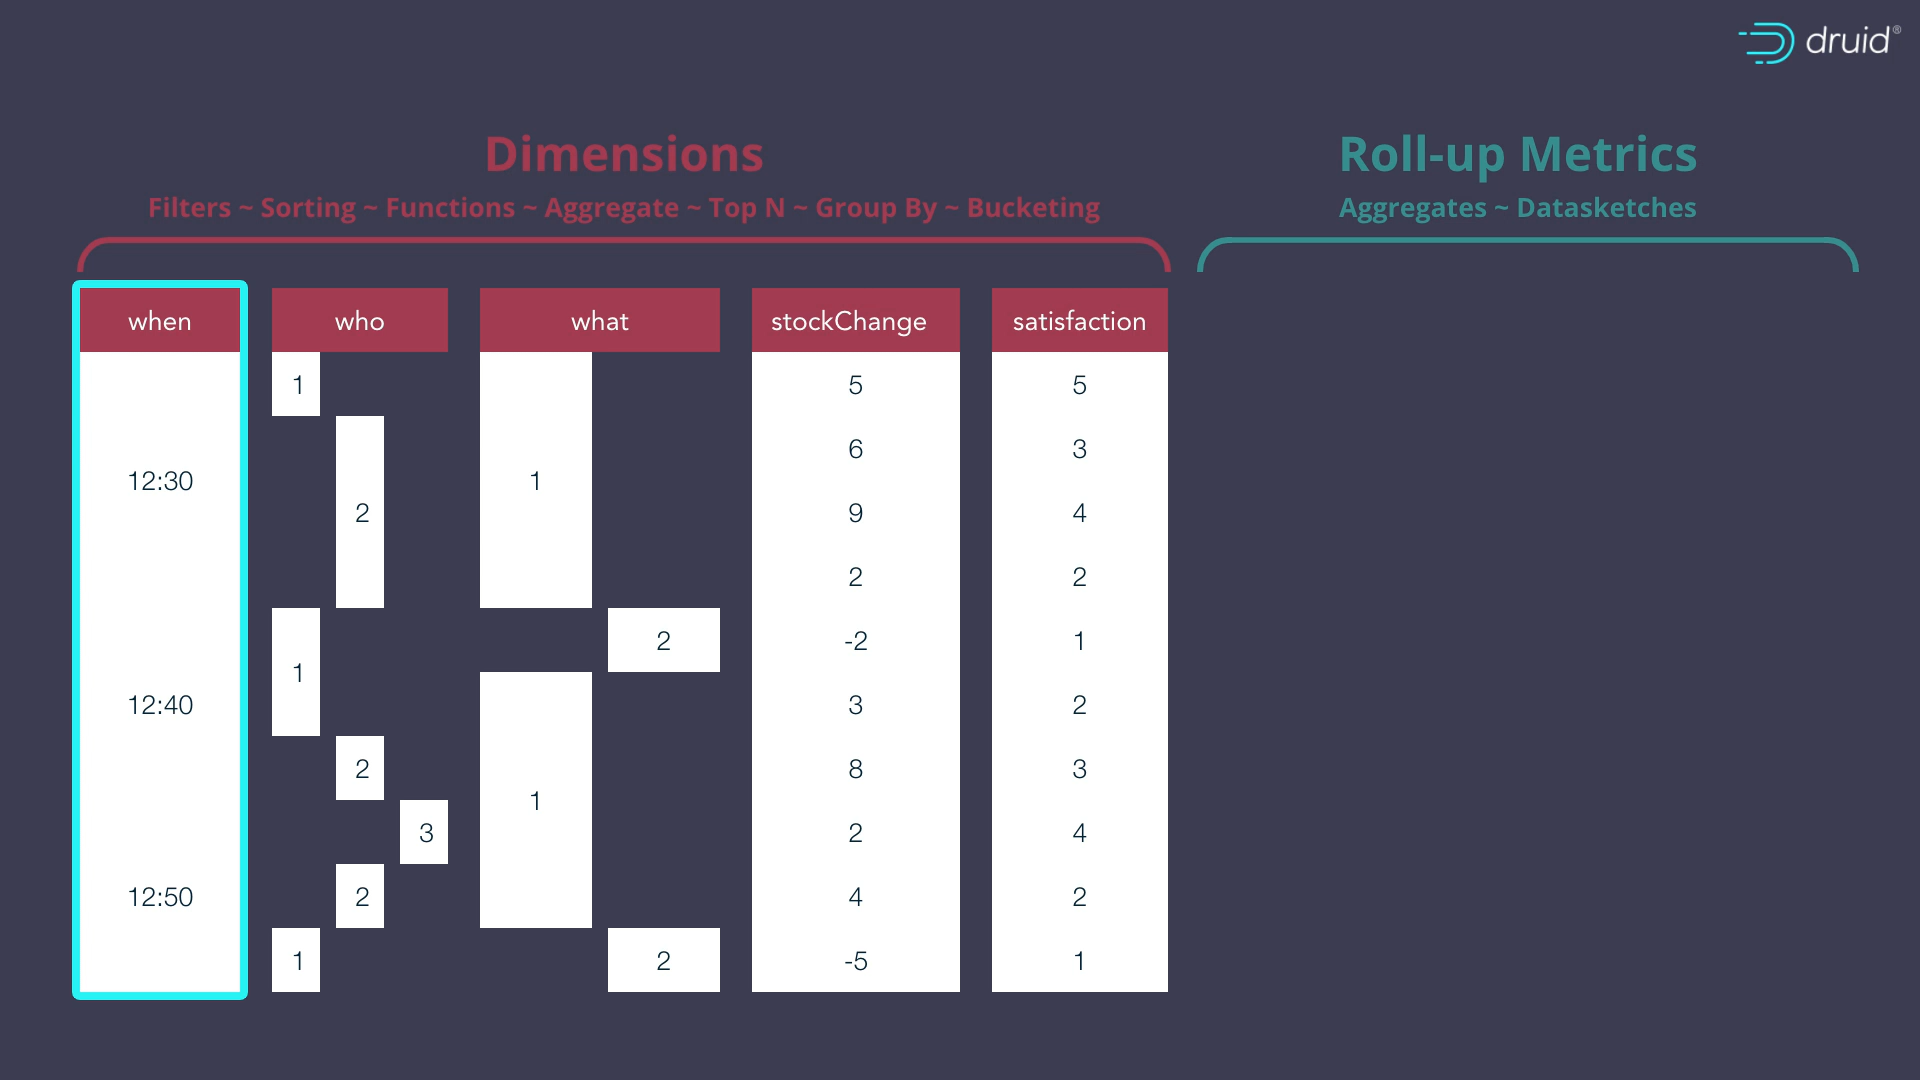 druid®
Dimensions
Filters ~ Sorting ~ Functions ~ Aggregate ~ Top N ~ Group By ~ Bucketing
Roll-up Metrics
Aggregates ~ Datasketches
when who what stockChange satisfaction
1 5 5
6 3
12:30 1
2 9 4
2 2
2 -2 1
1
12:40 3 2
2 8 3
1
3 2 4
12:50 2 4 2
1 2 -5 1